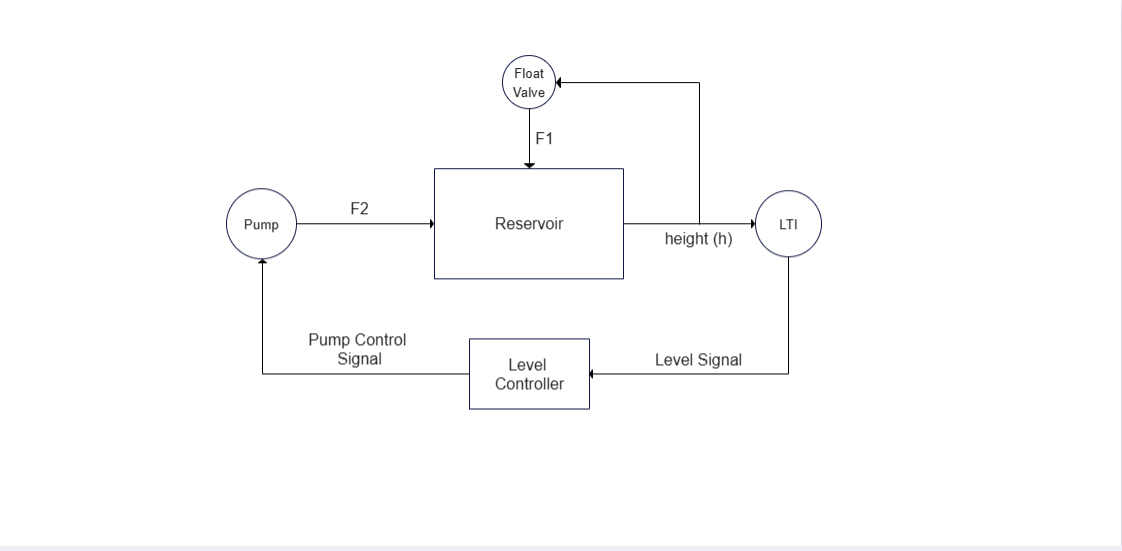 Float
Valve
F1
F2
Pump
Reservoir
LTI
height (h)
Pump Control
Signal
Level
Controller
Level Signal